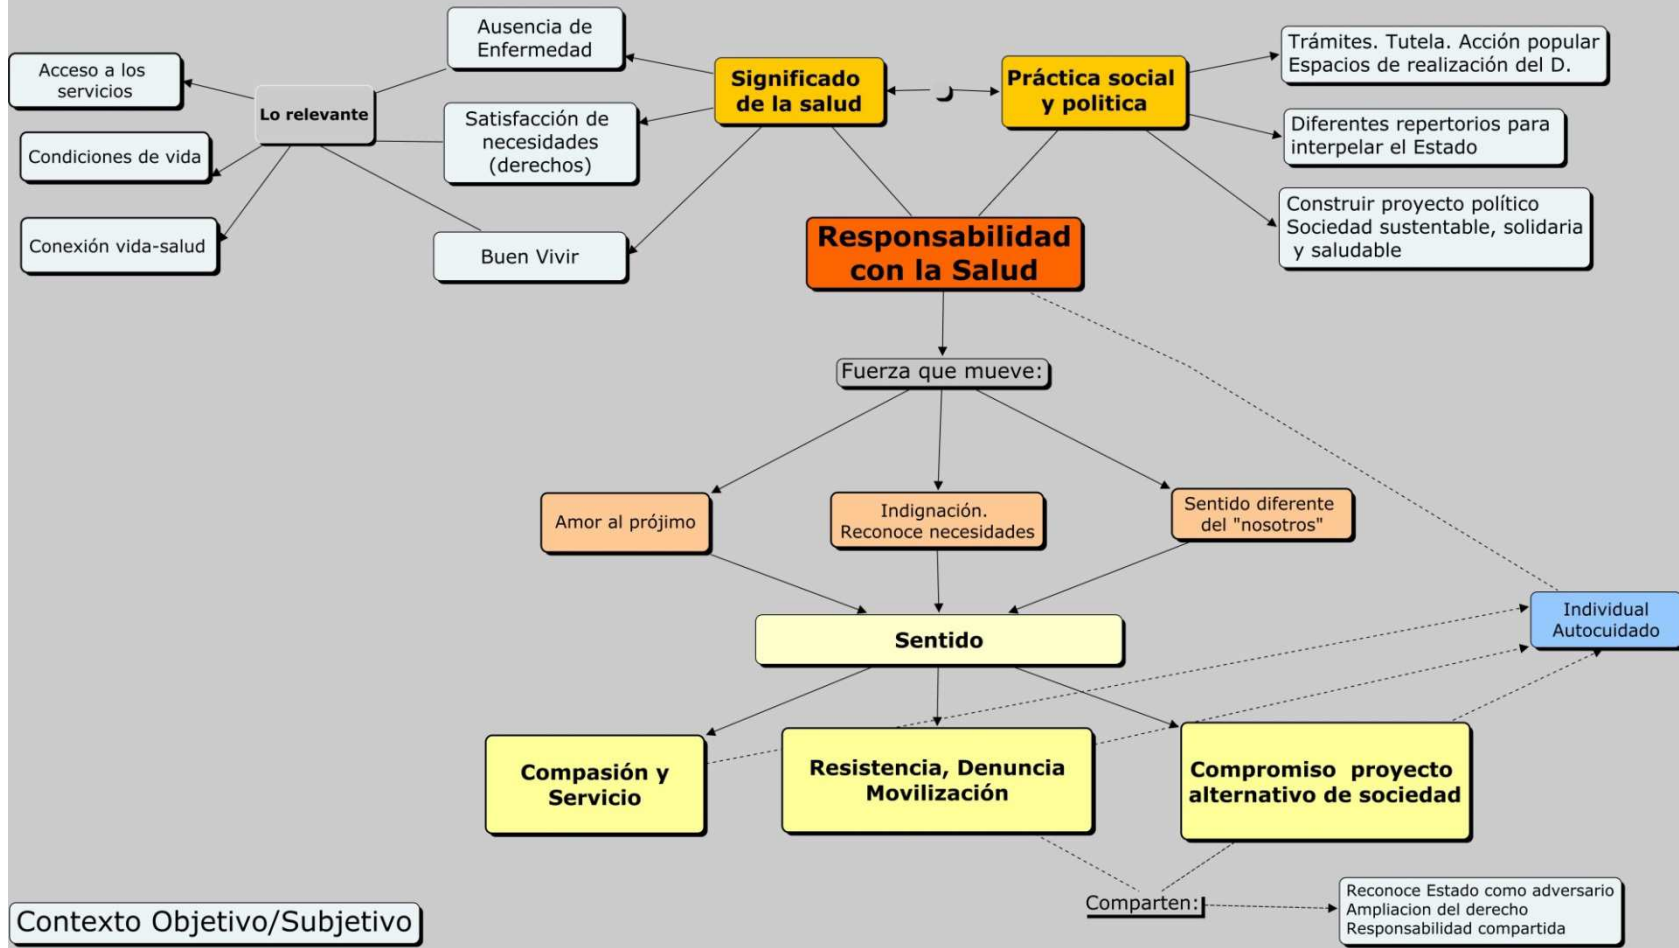 Ausencia de
Enfermedad
Acceso a los
servicios
Lo relevante
Satisfacción de
necesidades
(derechos)
Condiciones de vida
Conexión vida-salud
Buen Vivir
Significado
de la salud
Práctica social
y politica
Trámites. Tutela. Acción popular
Espacios de realización del D.
Diferentes repertorios para
interpelar el Estado
Construir proyecto político
Sociedad sustentable, solidaria
y saludable
Responsabilidad
con la Salud
Fuerza que mueve:
Amor al prójimo
Indignación.
Reconoce necesidades
Sentido diferente
del "nosotros"
Sentido
Individual
Autocuidado
Compasión y
Servicio
Resistencia, Denuncia
Movilización
Compromiso proyecto
alternativo de sociedad
Comparten:
Reconoce Estado como adversario
Ampliacion del derecho
Responsabilidad compartida
Contexto Objetivo/Subjetivo